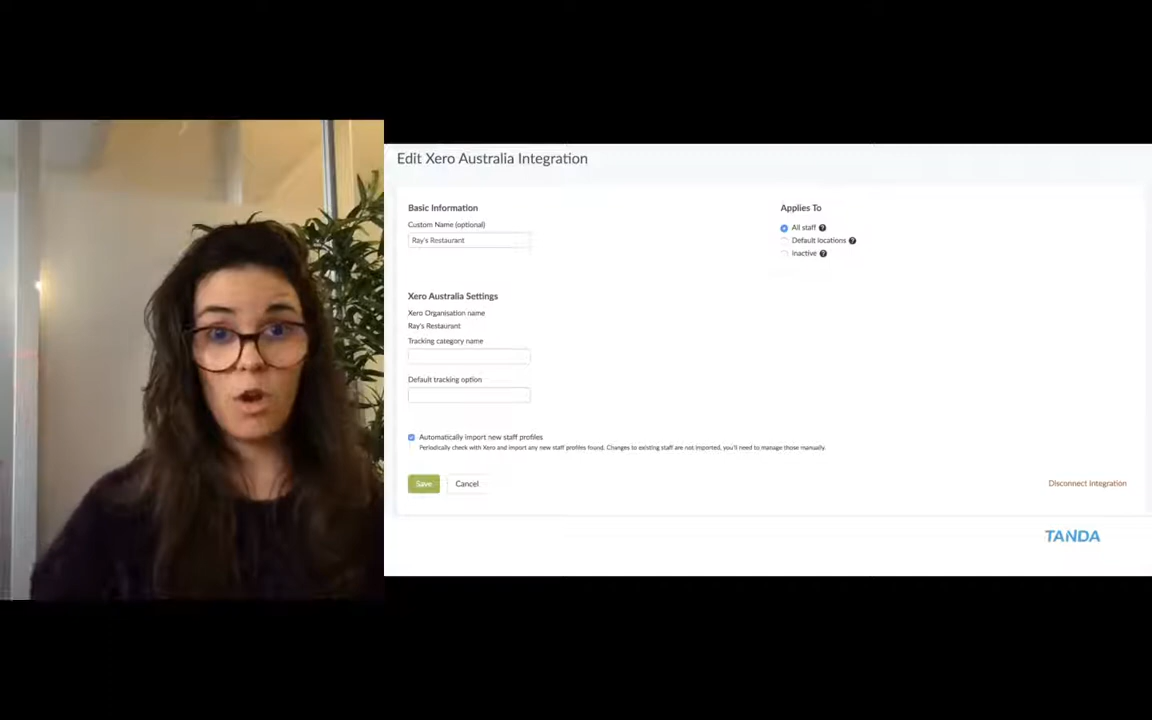 Edit Xero Australia Integration
Basic Information
Custom Name (optional)
Ray's Restaurant
Applies To
All staff ?
Default locations ?
Inactive ?
Xero Australia Settings
Xero Organisation name
Ray's Restaurant
Tracking category name
Default tracking option
Automatically import new staff profiles
Periodically check with Xero and import any new staff profiles found. Changes to existing staff are not imported, you'll need to manage those manually.
Save
Cancel
Disconnect Integration
TANDA